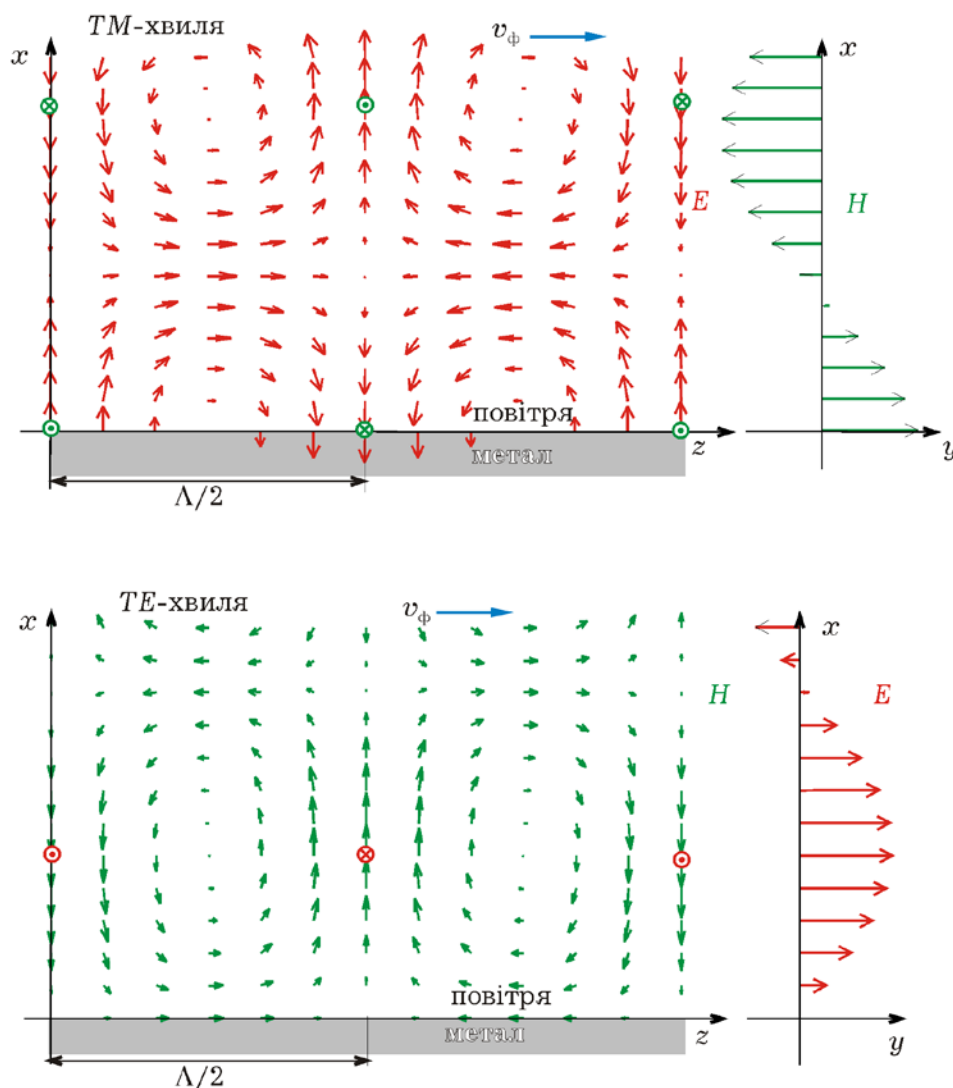 TM-хвиля
vф
x
x
E
H
повітря
метал
z
y
Λ/2
TE-хвиля
vф
x
x
H
E
повітря
метал
z
y
Λ/2